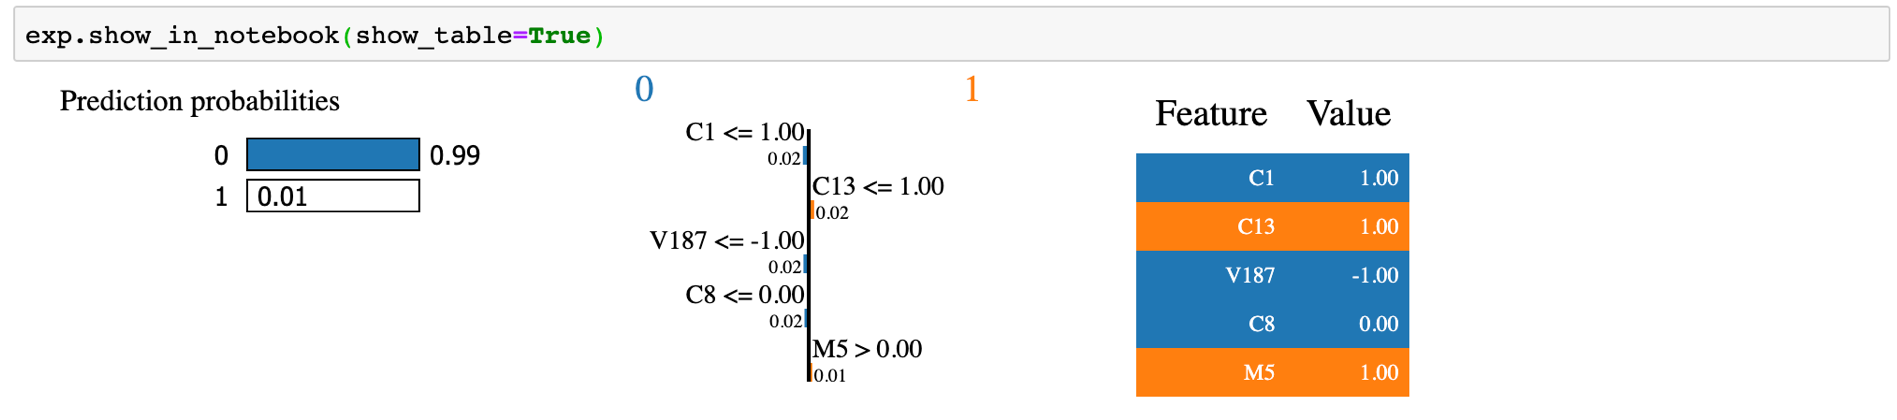 exp.show_in_notebook(show_table=True)
Prediction probabilities
0 0.99
1 0.01
0 1
C1 <= 1.00
0.02
C13 <= 1.00
0.02
V187 <= -1.00
0.02
C8 <= 0.00
0.02
M5 > 0.00
0.01
Feature Value
C1 1.00
C13 1.00
V187 -1.00
C8 0.00
M5 1.00